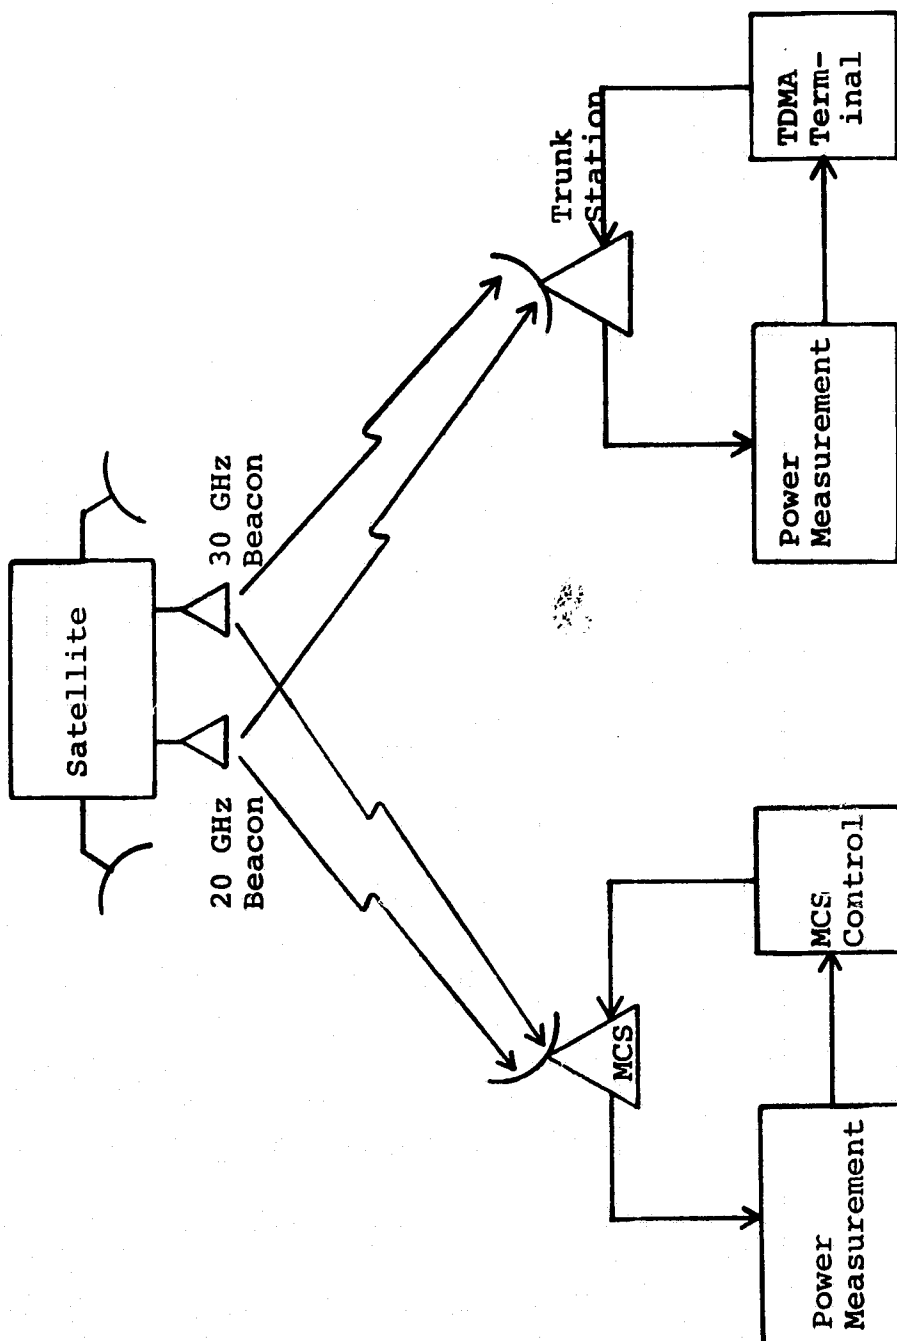 Satellite
20 GHz
Beacon
30 GHz
Beacon
MCS
Trunk
Station
Power
Measurement
MCS
Control
Power
Measurement
TDMA
Term-
inal